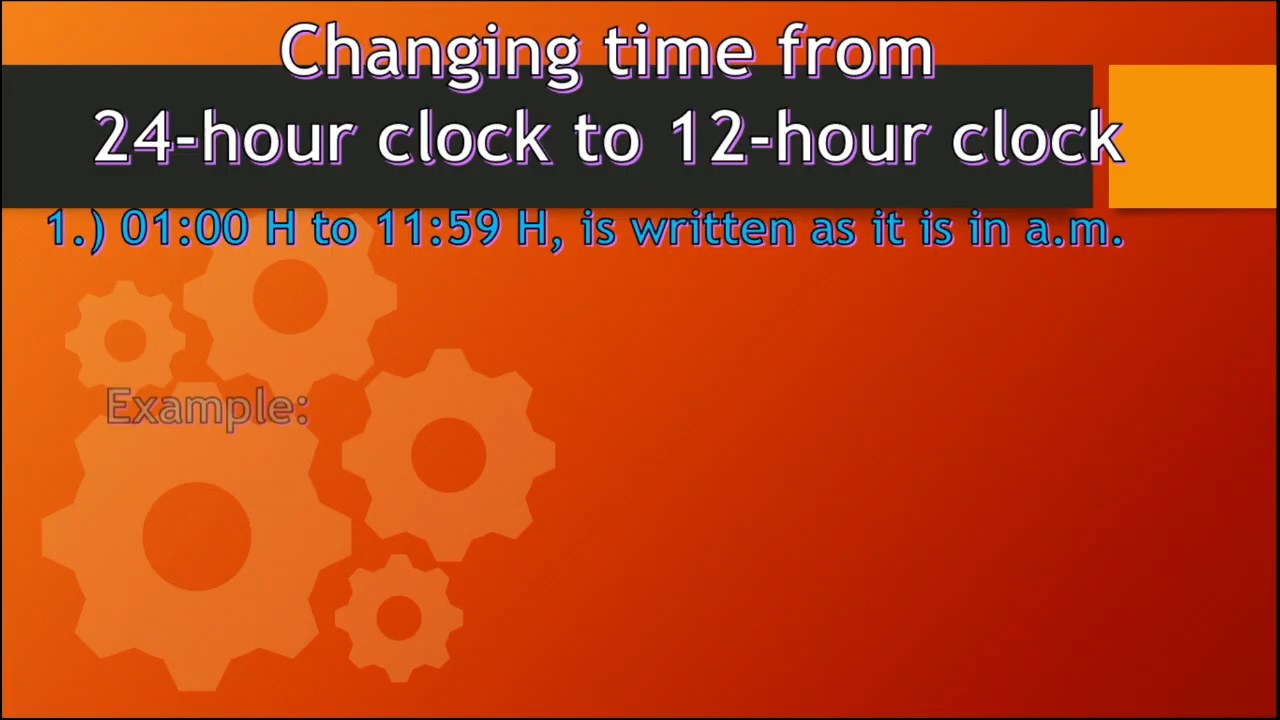 Changing time from
24-hour clock to 12-hour clock
1.) 01:00 H to 11:59 H, is written as it is in a.m.
Example: